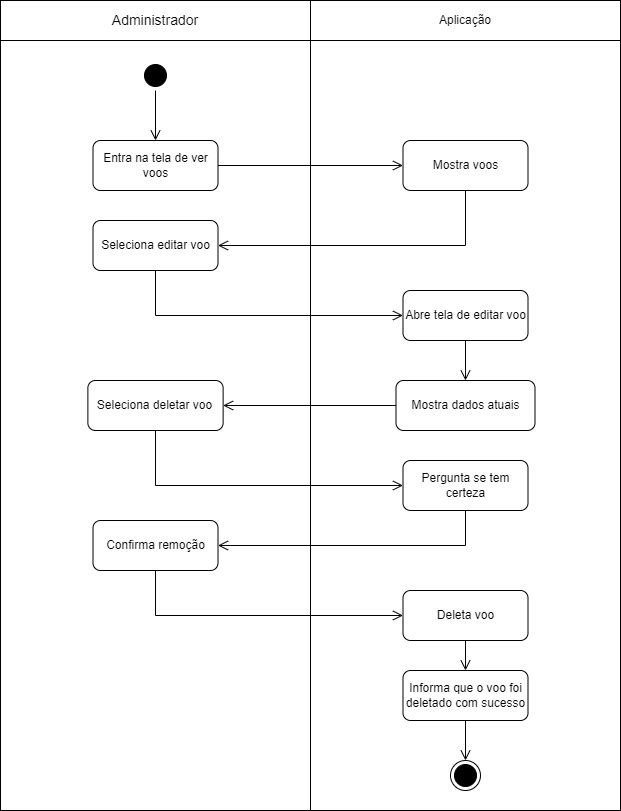 Administrador
Aplicação
Entra na tela de ver
voos
Mostra voos
Seleciona editar voo
Abre tela de editar voo
Seleciona deletar voo
Mostra dados atuais
Pergunta se tem
certeza
Confirma remoção
Deleta voo
Informa que o voo foi
deletado com sucesso